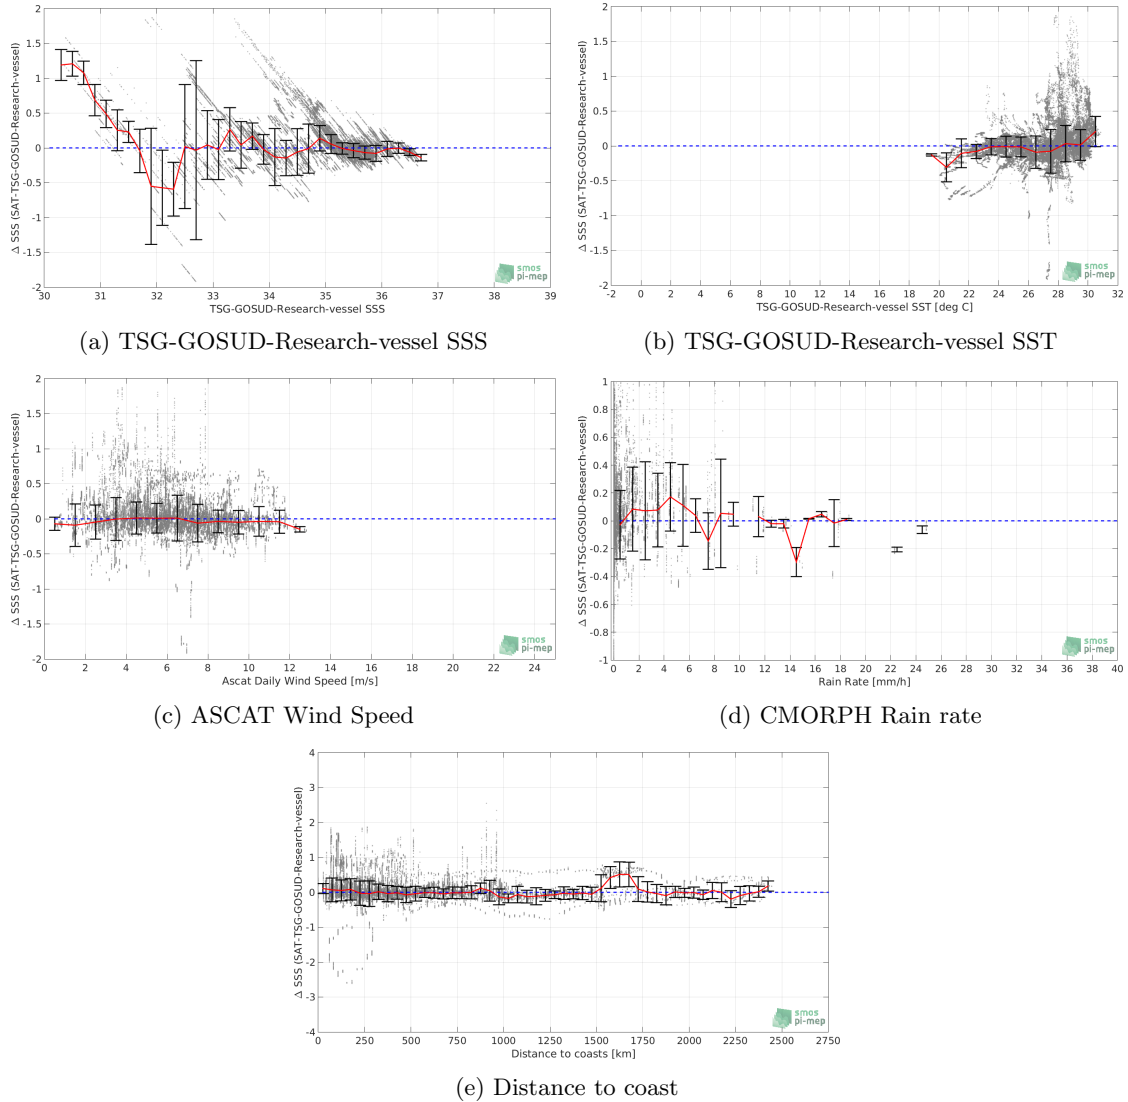 2
1.5
1
0.5
0
-0.5
-1
-1.5
-2
Δ SSS (SAT-TSG-GOSUD-Research-vessel)
30 31 32 33 34 35 36 37 38 39
TSG-GOSUD-Research-vessel SSS
smos
pi-mep
(a) TSG-GOSUD-Research-vessel SSS
2
1.5
1
0.5
0
-0.5
-1
-1.5
-2
Δ SSS (SAT-TSG-GOSUD-Research-vessel)
-2 0 2 4 6 8 10 12 14 16 18 20 22 24 26 28 30 32
TSG-GOSUD-Research-vessel SST [deg C]
smos
pi-mep
(b) TSG-GOSUD-Research-vessel SST
2
1.5
1
0.5
0
-0.5
-1
-1.5
-2
Δ SSS (SAT-TSG-GOSUD-Research-vessel)
0 2 4 6 8 10 12 14 16 18 20 22 24
Ascat Daily Wind Speed [m/s]
smos
pi-mep
(c) ASCAT Wind Speed
1
0.8
0.6
0.4
0.2
0
-0.2
-0.4
-0.6
-0.8
-1
Δ SSS (SAT-TSG-GOSUD-Research-vessel)
0 2 4 6 8 10 12 14 16 18 20 22 24 26 28 30 32 34 36 38 40
Rain Rate [mm/h]
smos
pi-mep
(d) CMORPH Rain rate
4
3
2
1
0
-1
-2
-3
-4
Δ SSS (SAT-TSG-GOSUD-Research-vessel)
0 250 500 750 1000 1250 1500 1750 2000 2250 2500 2750
Distance to coasts [km]
smos
pi-mep
(e) Distance to coast